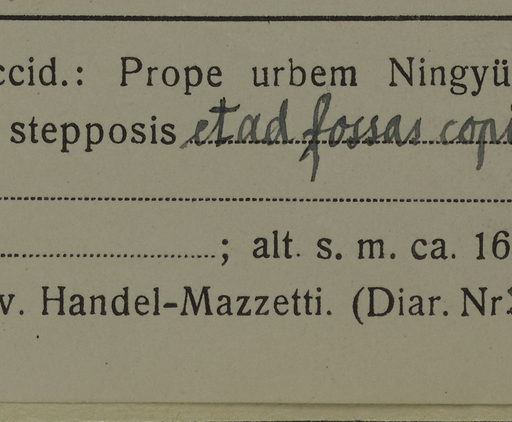 ccid.: Prope urbem Ningyü
stepposis et ad fossas copi
; alt. s. m. ca. 16
v. Handel-Mazzetti. (Diar. Nr